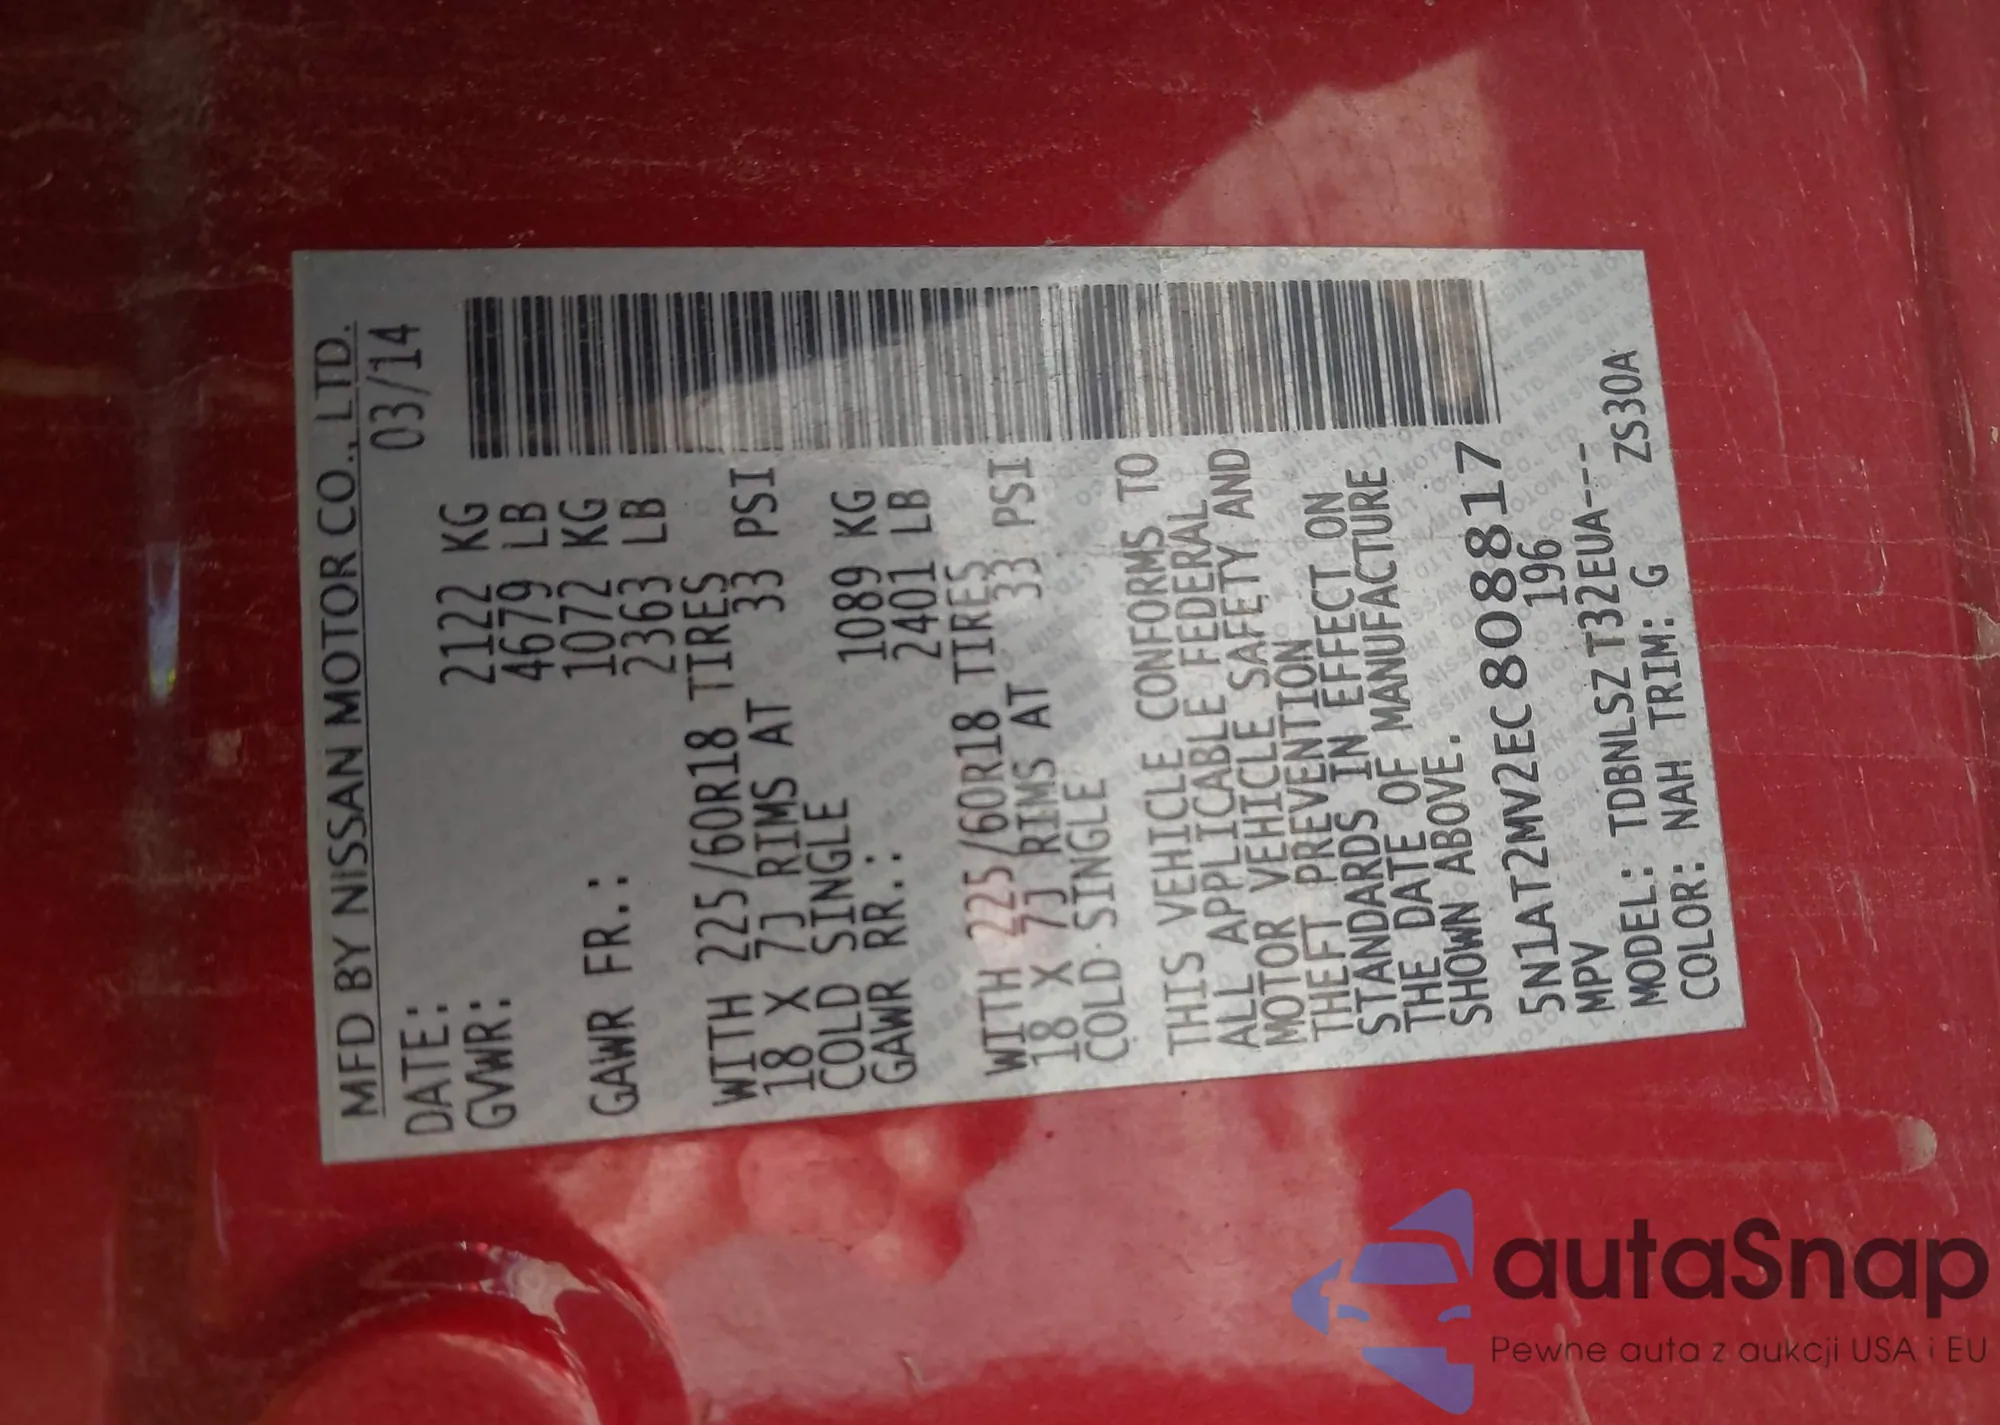 MFD BY NISSAN MOTOR CO., LTD.
DATE: 03/14
GVWR: 2122 KG
4679 LB
GAWR FR.: 1072 KG
2363 LB
WITH 225/60R18 TIRES
18 X 7J RIMS AT 33 PSI
COLD SINGLE
GAWR RR.: 1089 KG
2401 LB
WITH 225/60R18 TIRES
18 X 7J RIMS AT 33 PSI
COLD SINGLE
THIS VEHICLE CONFORMS TO
ALL APPLICABLE FEDERAL
MOTOR VEHICLE SAFETY AND
THEFT PREVENTION
STANDARDS IN EFFECT ON
THE DATE OF MANUFACTURE
SHOWN ABOVE.
5N1AT2MV2EC808817
MPV 196
MODEL: TDBNLSZ T32EUA---
COLOR: NAH TRIM: G ZS30A
autaSnap
Pewne auta z aukcji USA i EU